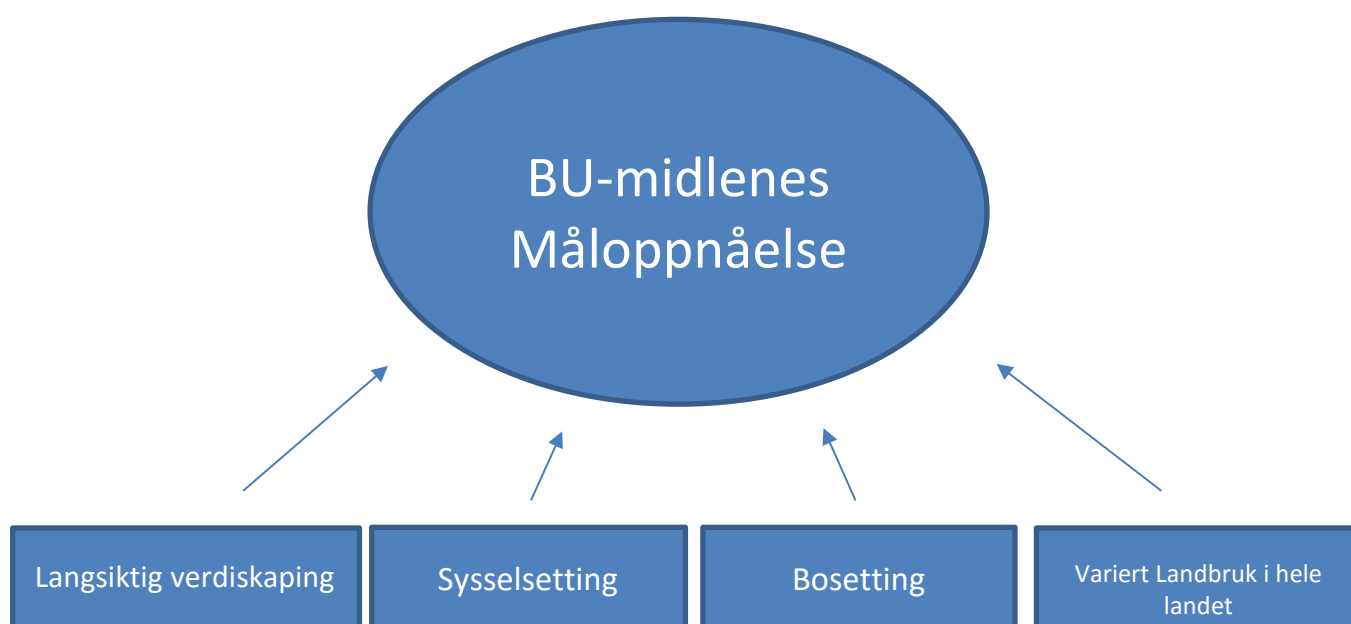 BU-midlenes
Måloppnåelse
Langsiktig verdiskaping
Sysselsetting
Bosetting
Variert Landbruk i hele
landet